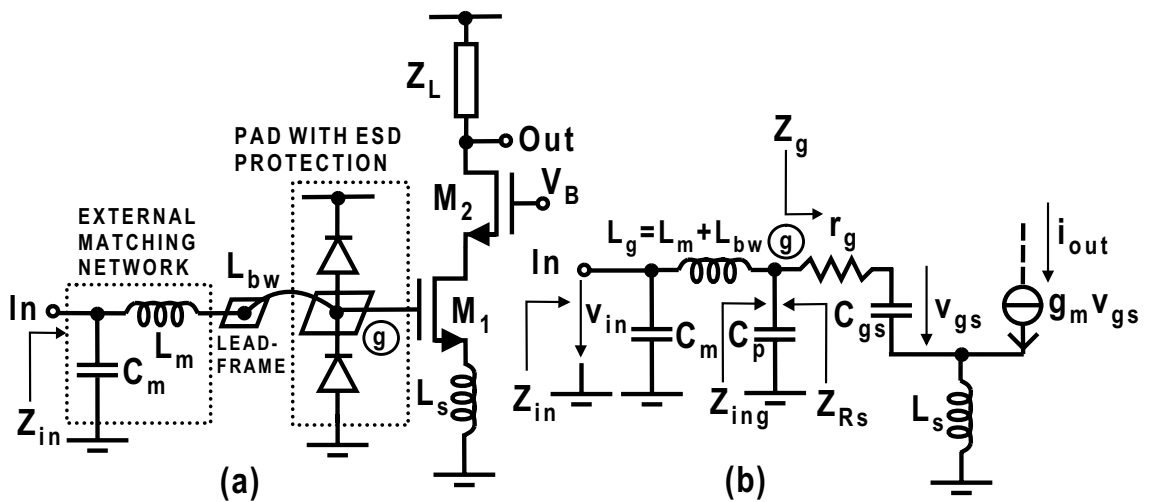 Z_L
Out
PAD WITH ESD
PROTECTION
M_2
V_B
EXTERNAL
MATCHING
NETWORK
L_bw
In
M_1
L_m
LEAD-
FRAME
g
C_m
L_s
Z_in
(a)
Z_g
r_g
L_g=L_m+L_bw
g
i_out
In
v_in
C_m
C_p
C_gs
v_gs
g_m v_gs
Z_in
Z_ing
Z_Rs
L_s
(b)